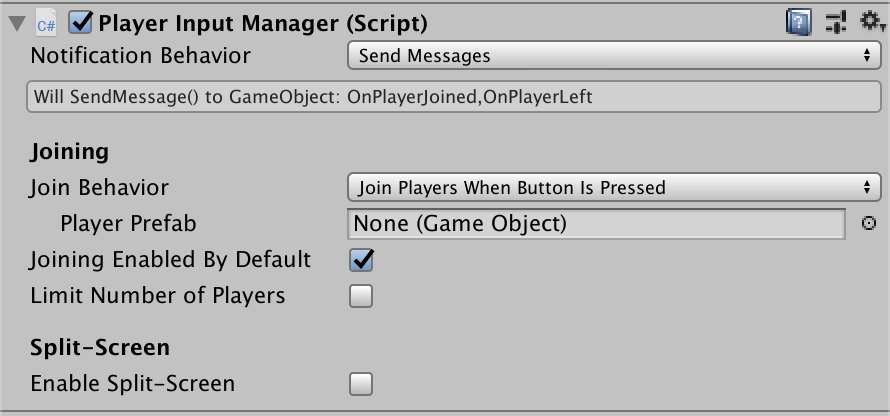 C# Player Input Manager (Script)
Notification Behavior Send Messages
Will SendMessage() to GameObject: OnPlayerJoined,OnPlayerLeft
Joining
Join Behavior Join Players When Button Is Pressed
Player Prefab None (Game Object)
Joining Enabled By Default
Limit Number of Players
Split-Screen
Enable Split-Screen